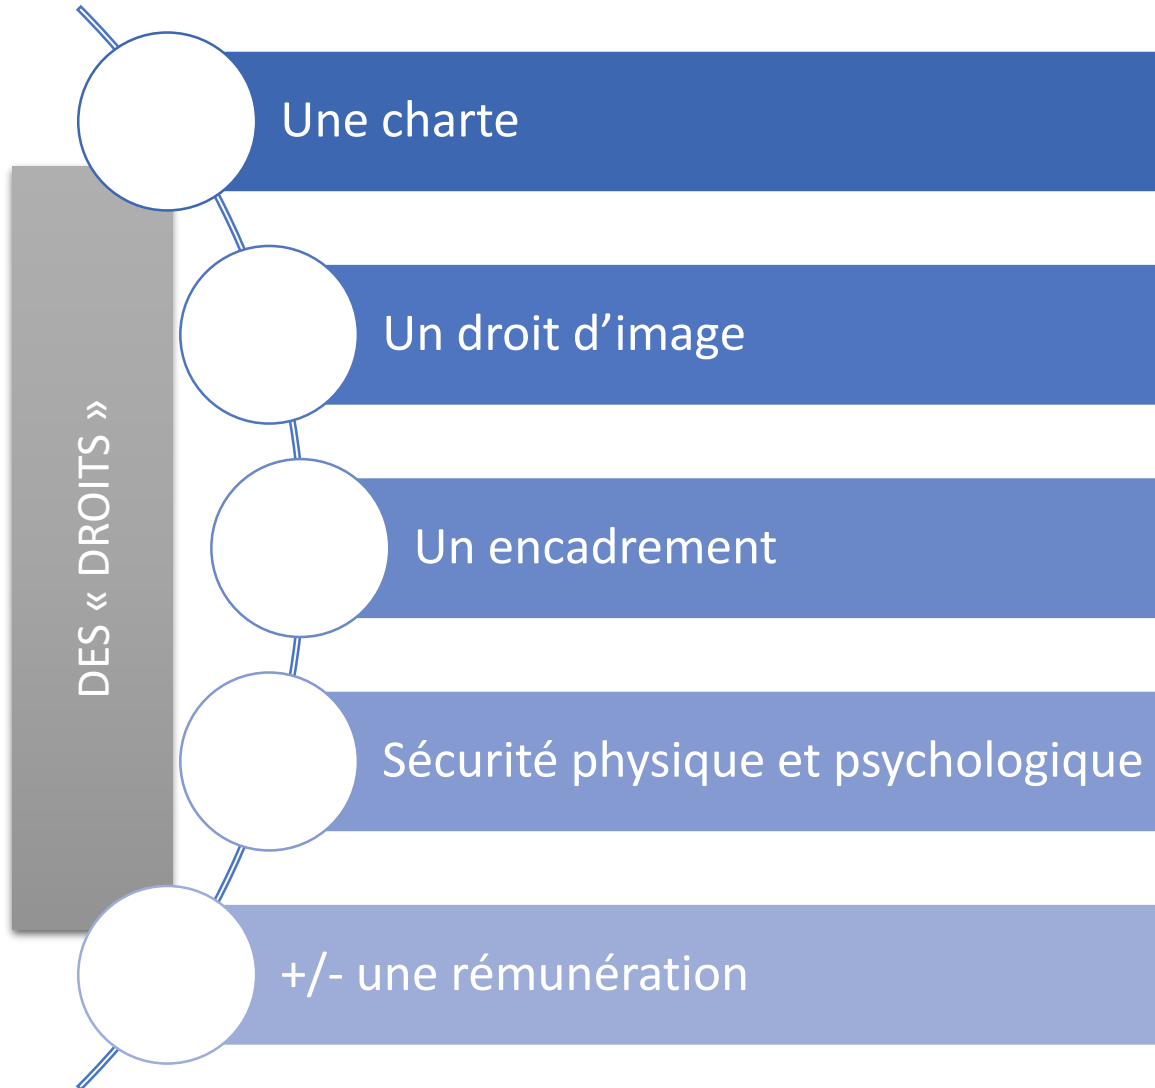 DES « DROITS »
Une charte
Un droit d’image
Un encadrement
Sécurité physique et psychologique
+/- une rémunération